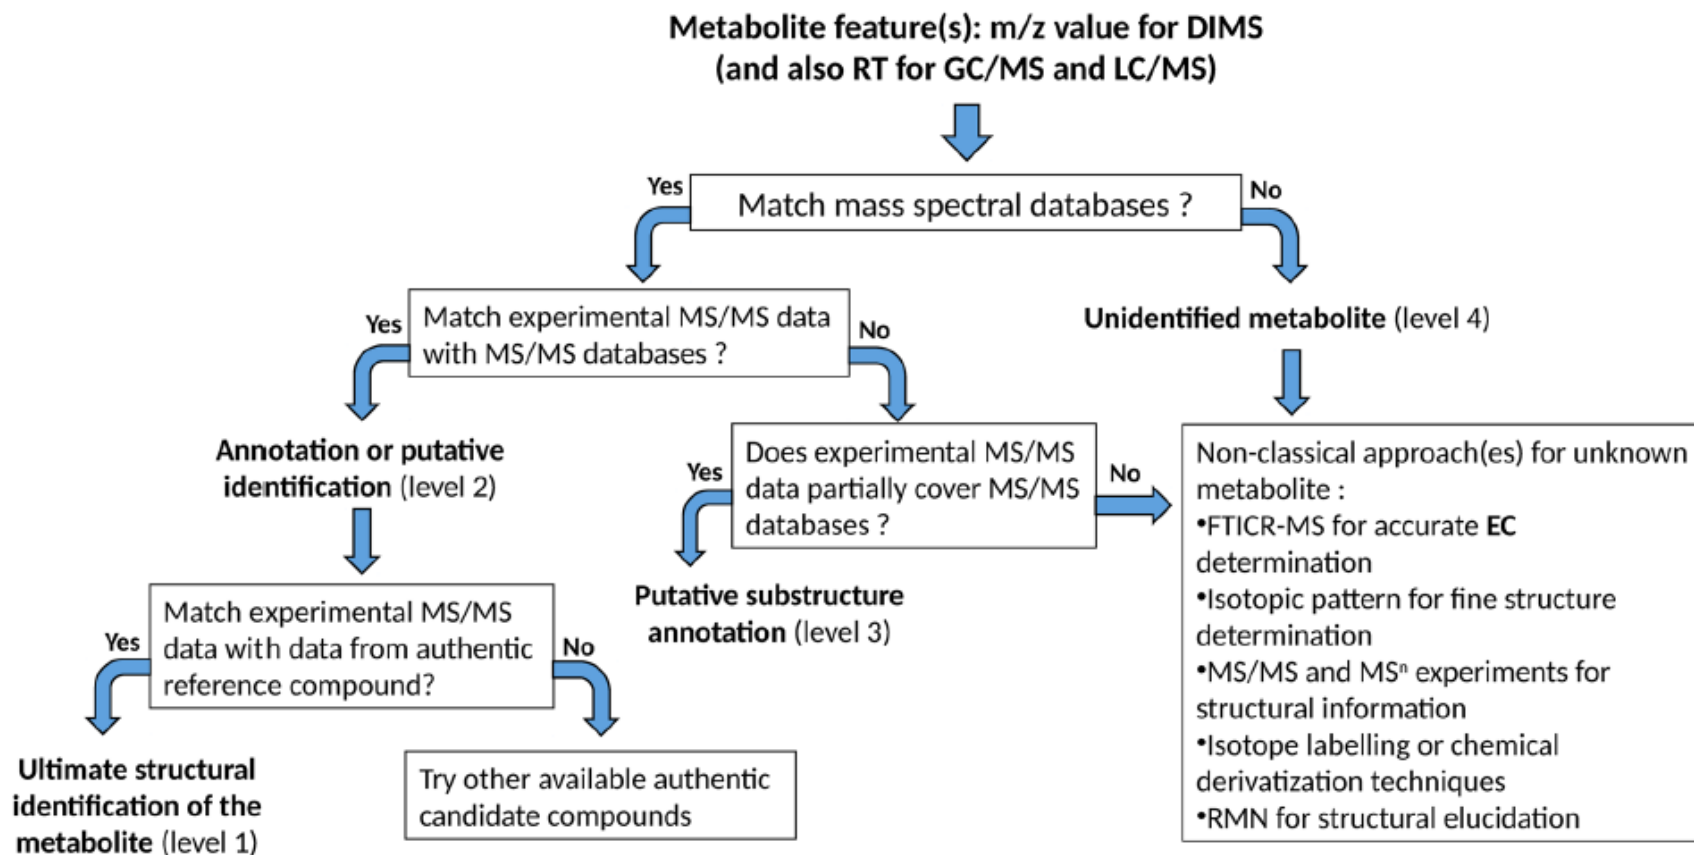 Metabolite feature(s): m/z value for DIMS
(and also RT for GC/MS and LC/MS)
Yes
Match mass spectral databases ?
No
Yes
Match experimental MS/MS data
with MS/MS databases ?
No
Unidentified metabolite (level 4)
Annotation or putative
identification (level 2)
Yes
Does experimental MS/MS
data partially cover MS/MS
databases ?
No
Non-classical approach(es) for unknown
metabolite :
•FTICR-MS for accurate EC
determination
•Isotopic pattern for fine structure
determination
•MS/MS and MSⁿ experiments for
structural information
•Isotope labelling or chemical
derivatization techniques
•RMN for structural elucidation
Putative substructure
annotation (level 3)
Yes
Match experimental MS/MS
data with data from authentic
reference compound?
No
Ultimate structural
identification of the
metabolite (level 1)
Try other available authentic
candidate compounds